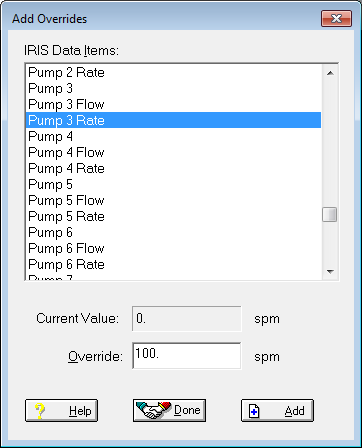 Add Overrides
IRIS Data Items:
Pump 2 Rate
Pump 3
Pump 3 Flow
Pump 3 Rate
Pump 4
Pump 4 Flow
Pump 4 Rate
Pump 5
Pump 5 Flow
Pump 5 Rate
Pump 6
Pump 6 Flow
Pump 6 Rate
Pump 7
Current Value: 0. spm
Override: 100. spm
Help Done Add